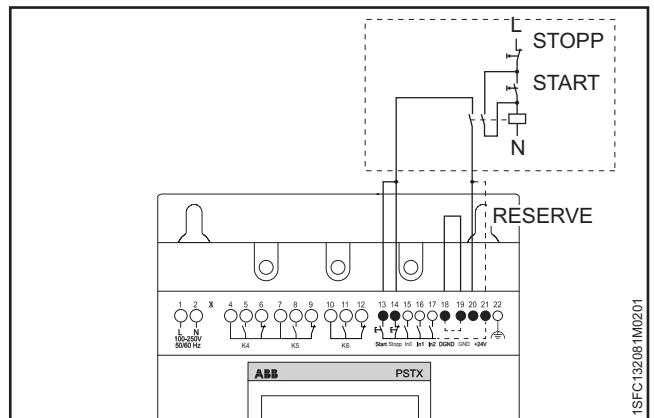 L
STOPP
START
N
RESERVE
1 2 3 4 5 6 7 8 9 10 11 12 13 14 15 16 17 18 19 20 21 22
L N
100-250V
50/60 Hz
K4 K5 K6 Start Stopp In0 In1 In2 DGND GND +24V
ABB PSTX
1SFC132081M0201